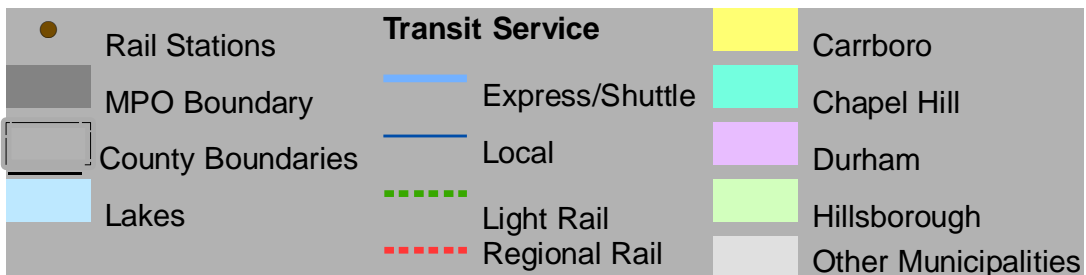 Rail Stations
MPO Boundary
County Boundaries
Lakes
Transit Service
Express/Shuttle
Local
Light Rail
Regional Rail
Carrboro
Chapel Hill
Durham
Hillsborough
Other Municipalities